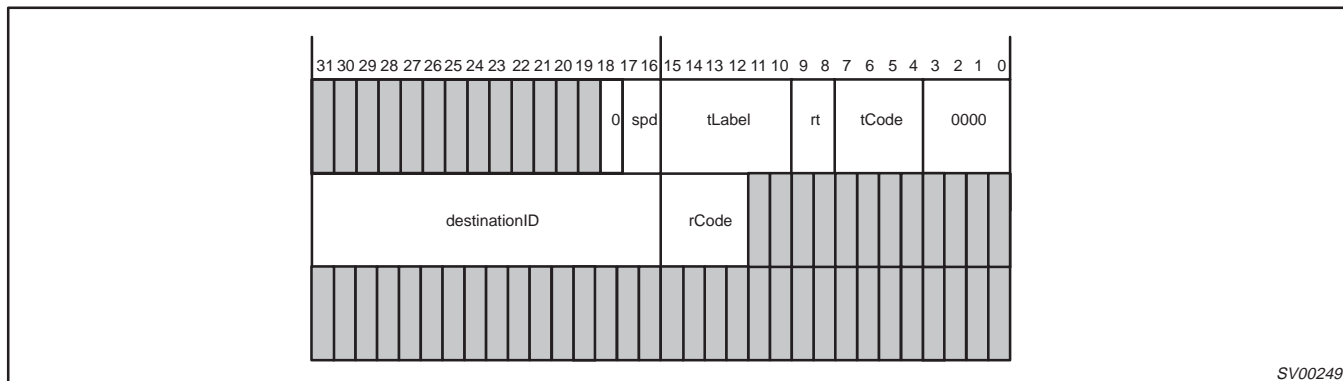 31 30 29 28 27 26 25 24 23 22 21 20 19 18 17 16 15 14 13 12 11 10 9 8 7 6 5 4 3 2 1 0
0 spd tLabel rt tCode 0000
destinationID rCode
SV00249